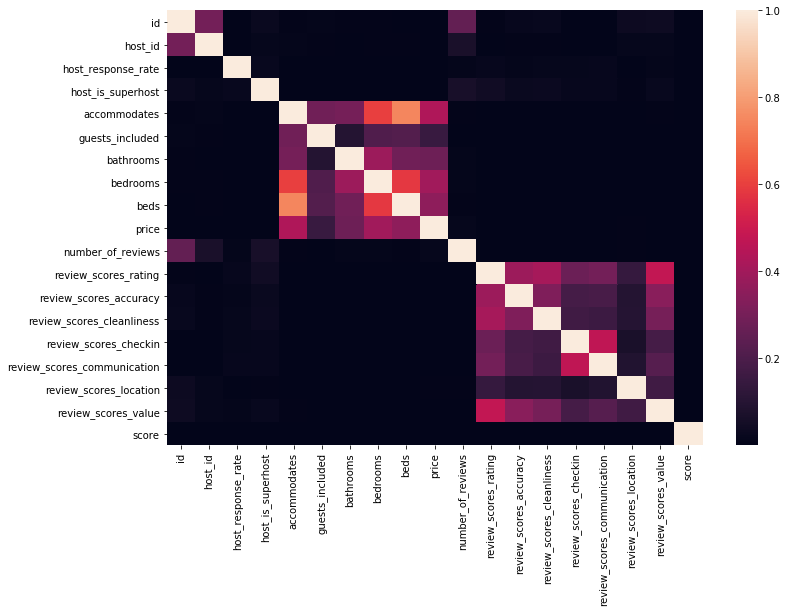 id
host_id
host_response_rate
host_is_superhost
accommodates
guests_included
bathrooms
bedrooms
beds
price
number_of_reviews
review_scores_rating
review_scores_accuracy
review_scores_cleanliness
review_scores_checkin
review_scores_communication
review_scores_location
review_scores_value
score
id
host_id
host_response_rate
host_is_superhost
accommodates
guests_included
bathrooms
bedrooms
beds
price
number_of_reviews
review_scores_rating
review_scores_accuracy
review_scores_cleanliness
review_scores_checkin
review_scores_communication
review_scores_location
review_scores_value
score
1.0
0.8
0.6
0.4
0.2